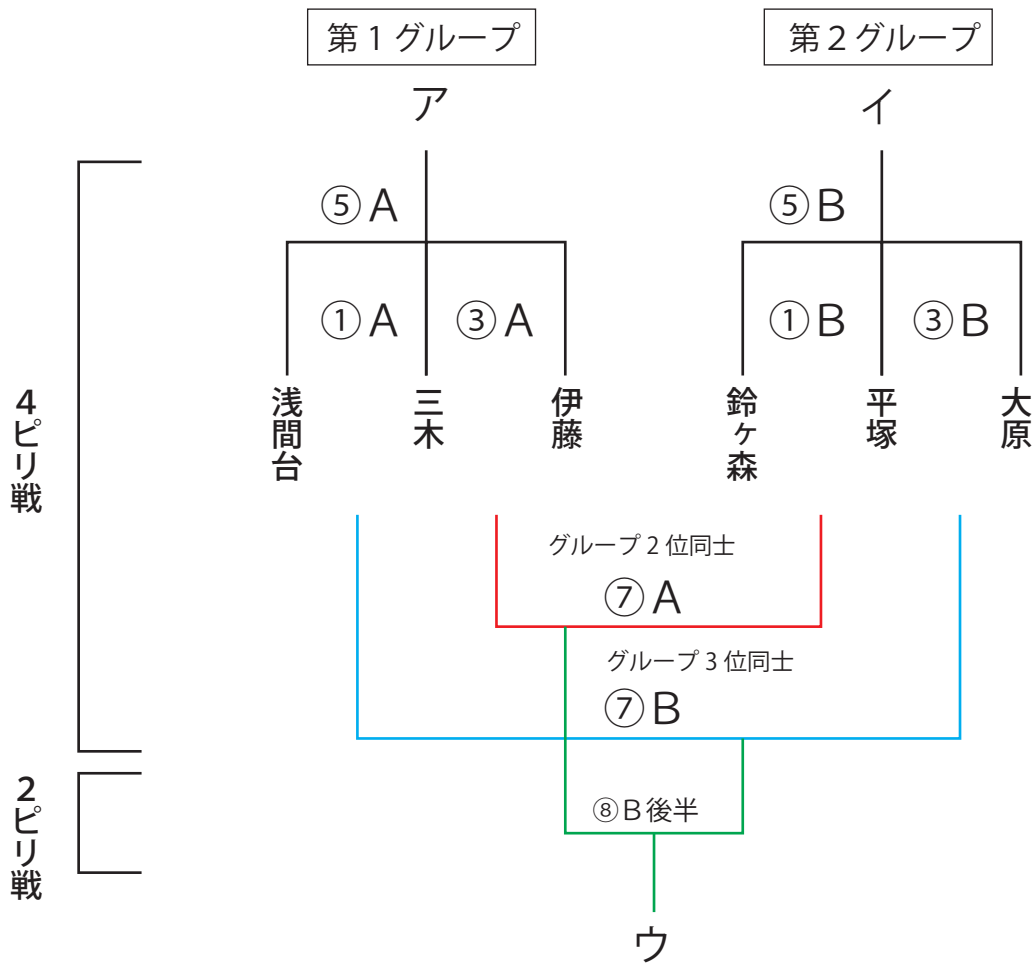 第1グループ
第2グループ
ア
イ
⑤A
⑤B
①A
③A
①B
③B
浅間台
三木
伊藤
鈴ヶ森
平塚
大原
4ピリ戦
グループ2位同士
⑦A
グループ3位同士
⑦B
2ピリ戦
⑧B後半
ウ